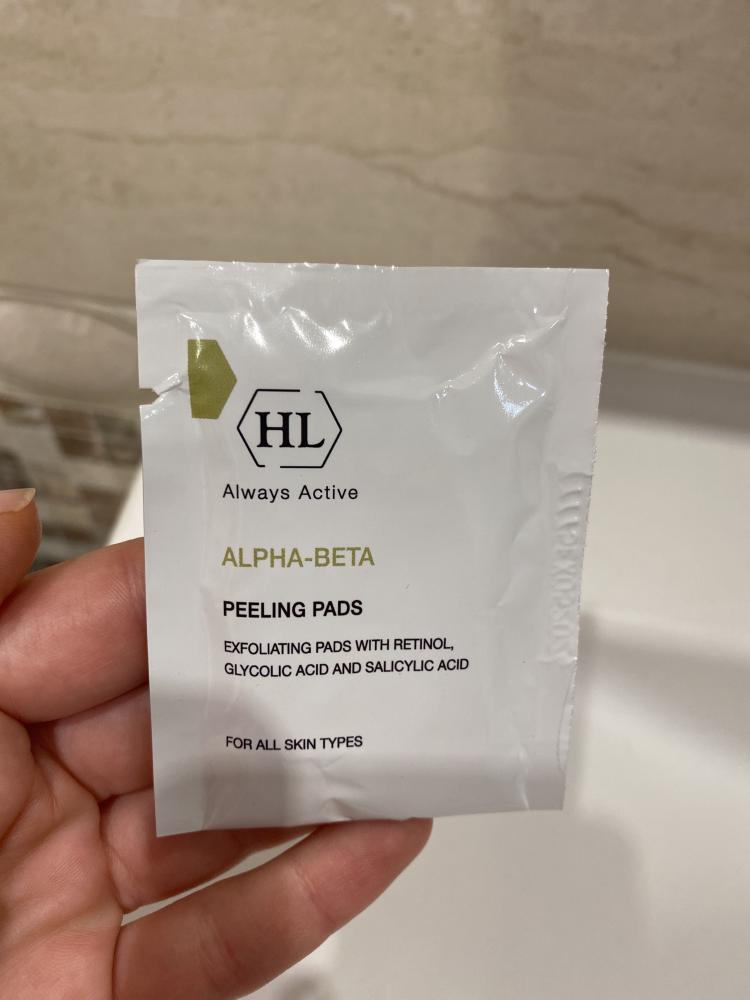 HL
Always Active
ALPHA-BETA
PEELING PADS
EXFOLIATING PADS WITH RETINOL,
GLYCOLIC ACID AND SALICYLIC ACID
FOR ALL SKIN TYPES